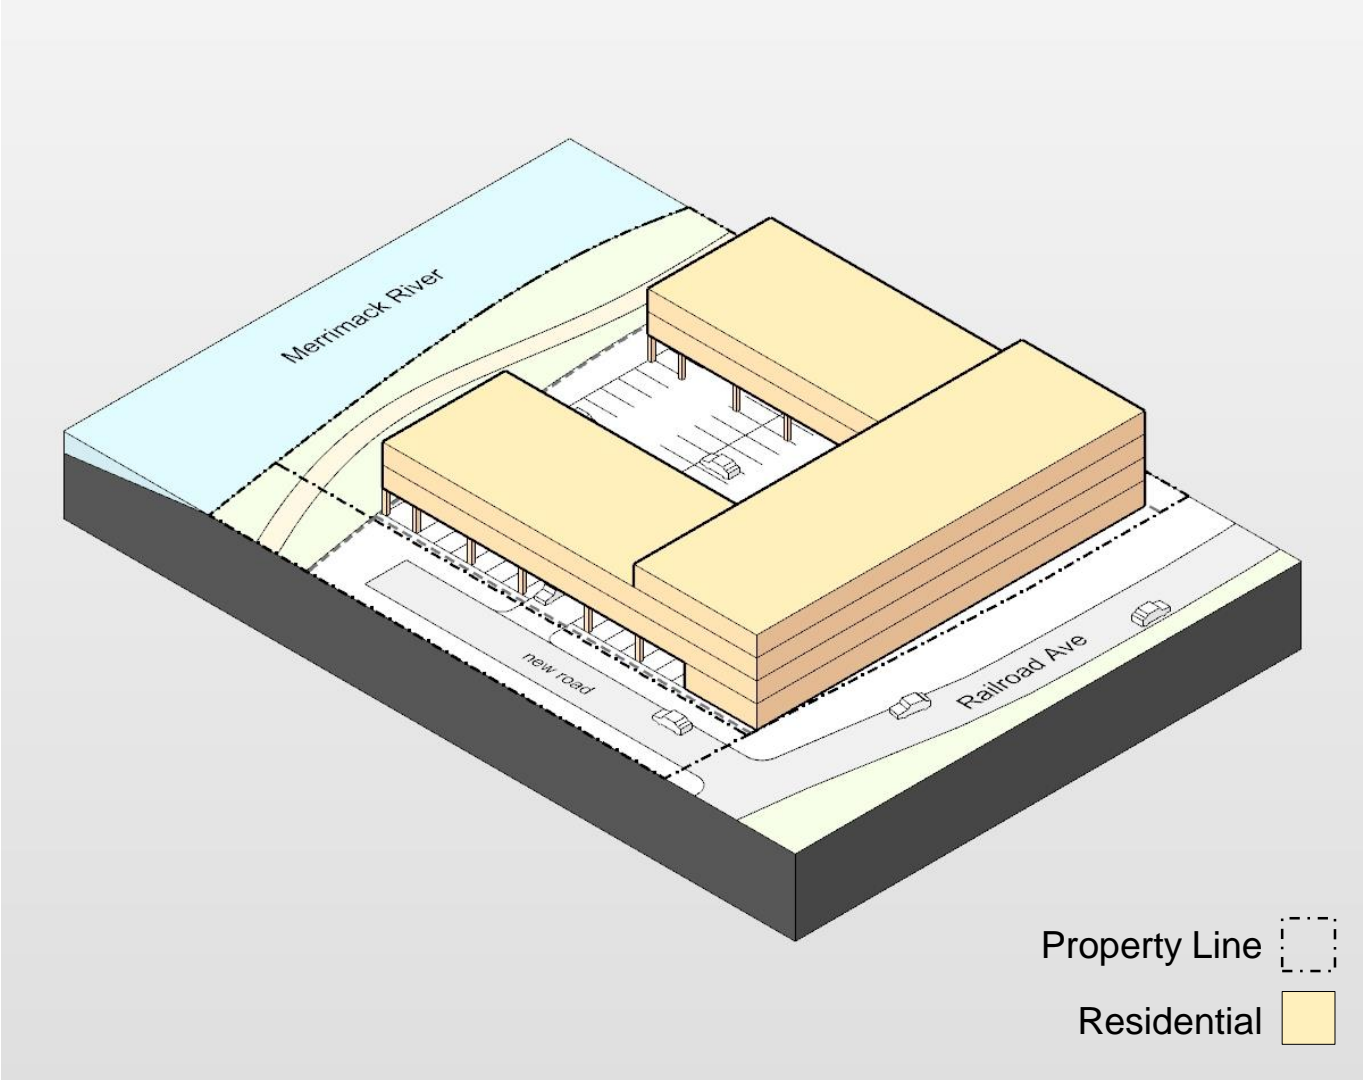 Merrimack River
new road
Railroad Ave
Property Line
Residential